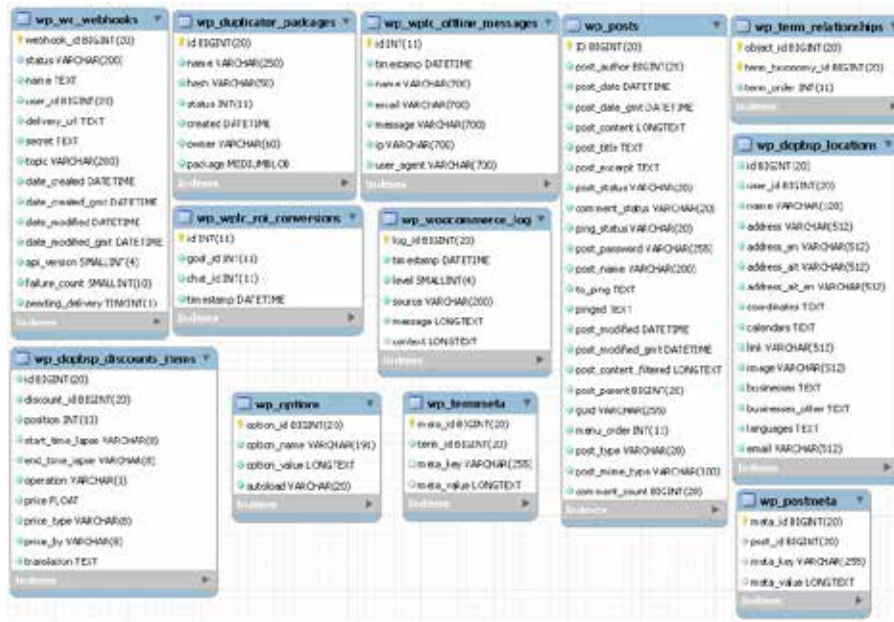 wp_wc_webhooks
webhook_id BIGINT(20)
status VARCHAR(200)
name TEXT
user_id BIGINT(20)
delivery_url TEXT
secret TEXT
topic VARCHAR(200)
date_created DATETIME
date_created_gmt DATETIME
date_modified DATETIME
date_modified_gmt DATETIME
api_version SMALLINT(4)
failure_count SMALLINT(10)
pending_delivery TINYINT(1)
Indexes
wp_duplicator_packages
id BIGINT(20)
name VARCHAR(250)
hash VARCHAR(50)
status INT(11)
created DATETIME
owner VARCHAR(60)
package MEDIUMBLOB
Indexes
wp_wplc_offline_messages
id INT(11)
timestamp DATETIME
name VARCHAR(700)
email VARCHAR(700)
message VARCHAR(700)
ip VARCHAR(700)
user_agent VARCHAR(700)
Indexes
wp_posts
ID BIGINT(20)
post_author BIGINT(20)
post_date DATETIME
post_date_gmt DATETIME
post_content LONGTEXT
post_title TEXT
post_excerpt TEXT
post_status VARCHAR(20)
comment_status VARCHAR(20)
ping_status VARCHAR(20)
post_password VARCHAR(255)
post_name VARCHAR(200)
to_ping TEXT
pinged TEXT
post_modified DATETIME
post_modified_gmt DATETIME
post_content_filtered LONGTEXT
post_parent BIGINT(20)
guid VARCHAR(255)
menu_order INT(11)
post_type VARCHAR(20)
post_mime_type VARCHAR(100)
comment_count BIGINT(20)
Indexes
wp_term_relationships
object_id BIGINT(20)
term_taxonomy_id BIGINT(20)
term_order INT(11)
Indexes
wp_dopbsp_locations
id BIGINT(20)
user_id BIGINT(20)
name VARCHAR(128)
address VARCHAR(512)
address_en VARCHAR(512)
address_alt VARCHAR(512)
address_alt_en VARCHAR(512)
coordinates TEXT
calendars TEXT
link VARCHAR(512)
image VARCHAR(512)
businesses TEXT
businesses_other TEXT
languages TEXT
email VARCHAR(512)
Indexes
wp_wplc_roi_conversions
id INT(11)
goal_id INT(11)
chat_id INT(11)
timestamp DATETIME
Indexes
wp_woocommerce_log
log_id BIGINT(20)
timestamp DATETIME
level SMALLINT(4)
source VARCHAR(200)
message LONGTEXT
context LONGTEXT
Indexes
wp_dopbsp_discounts_items
id BIGINT(20)
discount_id BIGINT(20)
position INT(11)
start_time_lapse VARCHAR(8)
end_time_lapse VARCHAR(8)
operation VARCHAR(1)
price FLOAT
price_type VARCHAR(8)
price_by VARCHAR(8)
translation TEXT
Indexes
wp_options
option_id BIGINT(20)
option_name VARCHAR(191)
option_value LONGTEXT
autoload VARCHAR(20)
Indexes
wp_termmeta
meta_id BIGINT(20)
term_id BIGINT(20)
meta_key VARCHAR(255)
meta_value LONGTEXT
Indexes
wp_postmeta
meta_id BIGINT(20)
post_id BIGINT(20)
meta_key VARCHAR(255)
meta_value LONGTEXT
Indexes